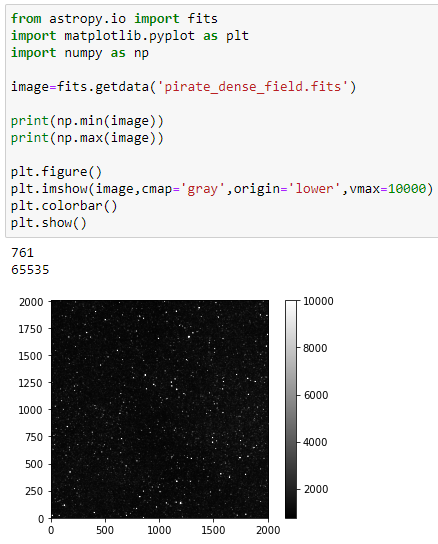 from astropy.io import fits
import matplotlib.pyplot as plt
import numpy as np
image=fits.getdata('pirate_dense_field.fits')
print(np.min(image))
print(np.max(image))
plt.figure()
plt.imshow(image,cmap='gray',origin='lower',vmax=10000)
plt.colorbar()
plt.show()
761
65535
2000
1750
1500
1250
1000
750
500
250
0
0
500
1000
1500
2000
10000
8000
6000
4000
2000